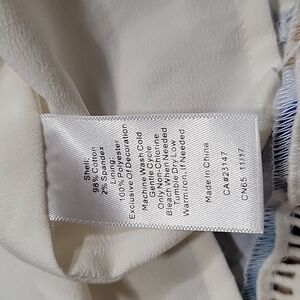 Shell:
98% Cotton
2% Spandex
Lining:
100% Polyester
Exclusive Of Decoration
Machine Wash Cold
Gentle Cycle
Only Non-Chlorine
Bleach When Needed
Tumble Dry Low
Warm Iron, If Needed
Made In China
CA#23147
CN65 11/17